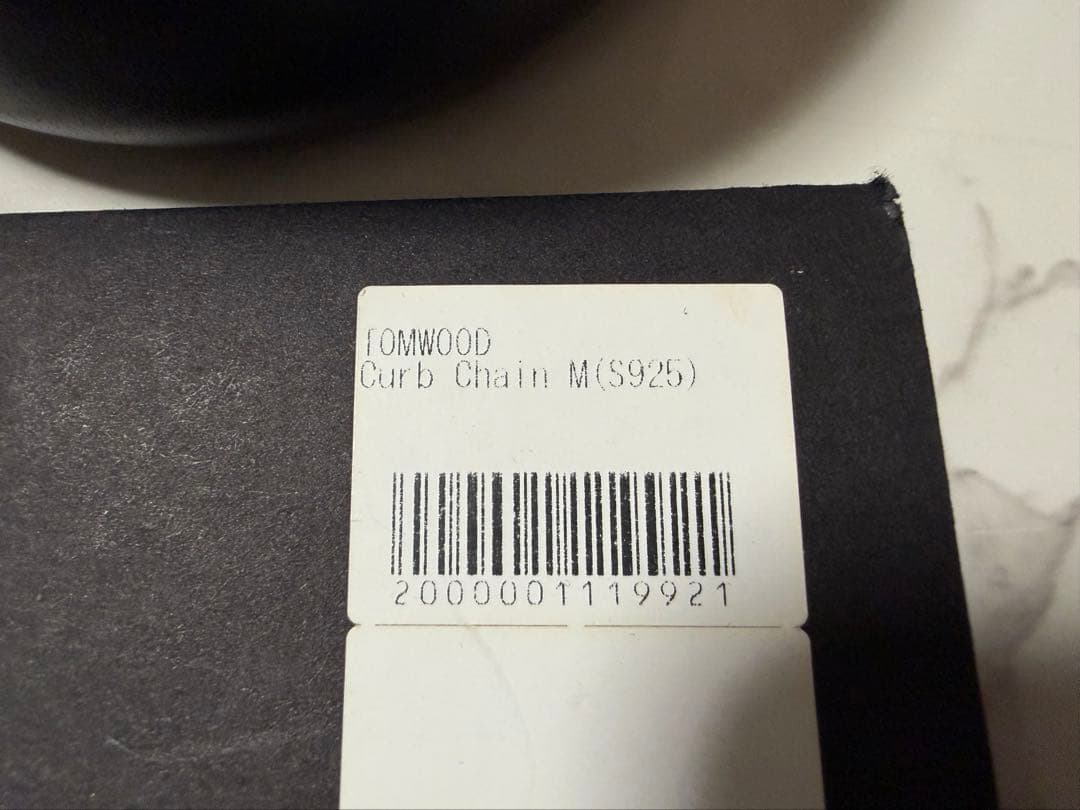 TOMWOOD
Curb Chain M(S925)
2000001119921